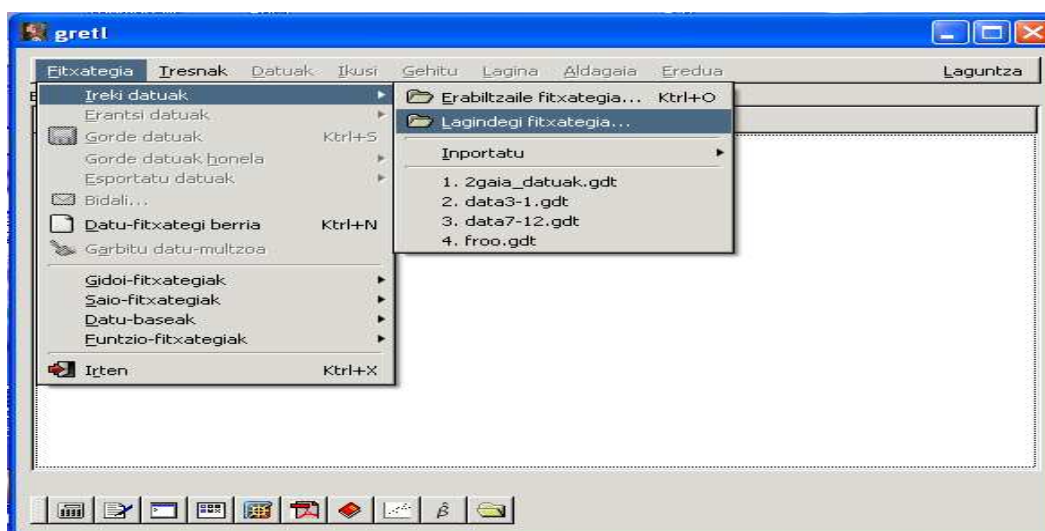 gretl
Fitxategia Tresnak Datuak Ikusi Gehitu Lagina Aldagaia Eredua Laguntza
Ireki datuak
Erantsi datuak
Gorde datuak Ktrl+S
Gorde datuak honela
Esportatu datuak
Bidali...
Datu-fitxategi berria Ktrl+N
Garbitu datu-multzoa
Gidoi-fitxategiak
Saio-fitxategiak
Datu-baseak
Funtzio-fitxategiak
Irten Ktrl+X
Erabiltzaile fitxategia... Ktrl+O
Lagindegi fitxategia...
Inportatu
1. 2gaia_datuak.gdt
2. data3-1.gdt
3. data7-12.gdt
4. froo.gdt
β̂